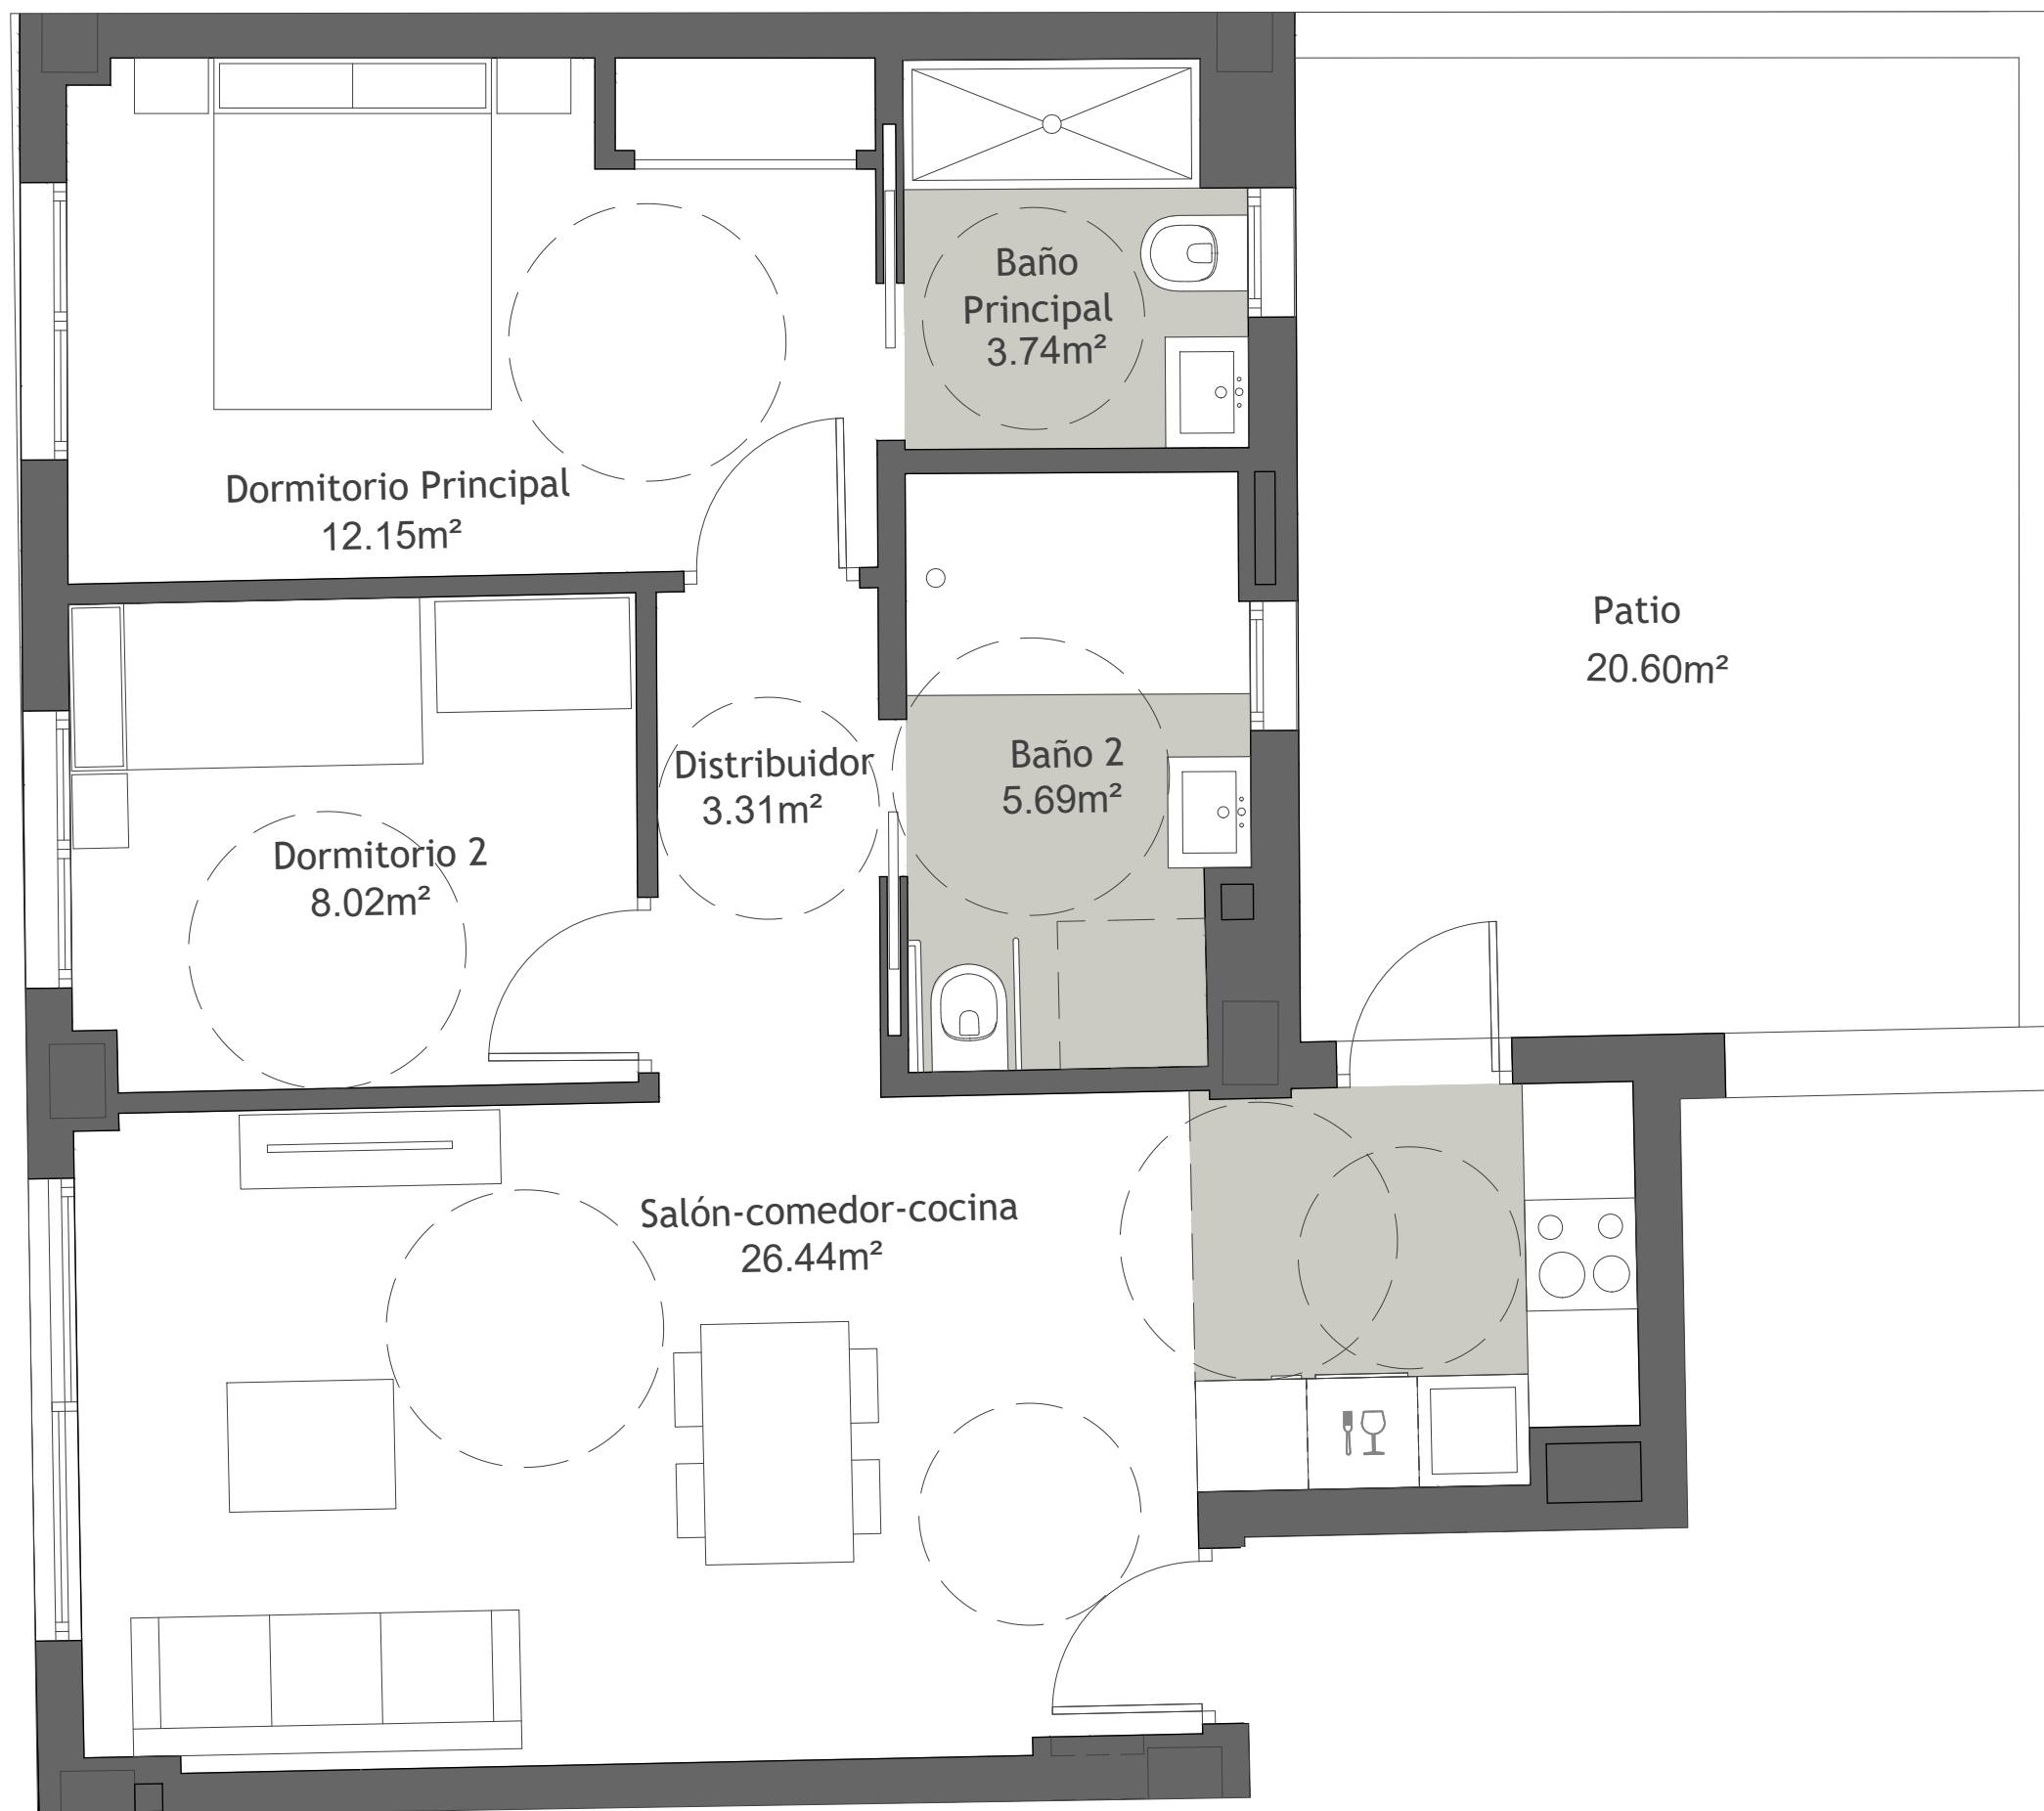 Baño
Principal
3.74m²
Dormitorio Principal
12.15m²
Patio
20.60m²
Distribuidor
3.31m²
Baño 2
5.69m²
Dormitorio 2
8.02m²
Salón-comedor-cocina
26.44m²